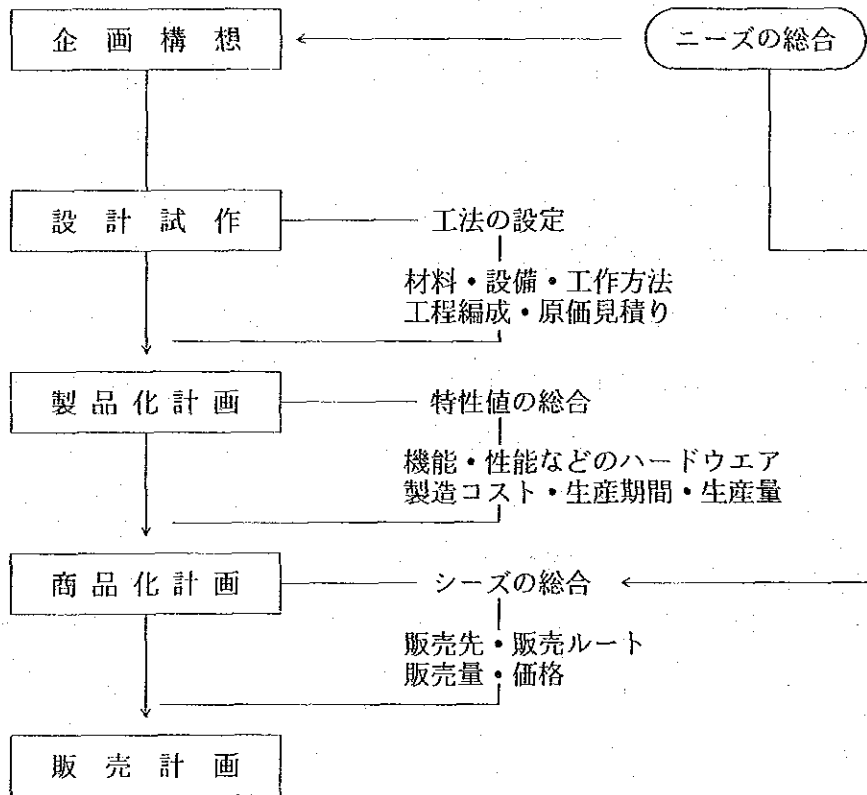 企画構想
ニーズの総合
設計試作
工法の設定
材料・設備・工作方法
工程編成・原価見積り
製品化計画
特性値の総合
機能・性能などのハードウエア
製造コスト・生産期間・生産量
商品化計画
シーズの総合
販売先・販売ルート
販売量・価格
販売計画